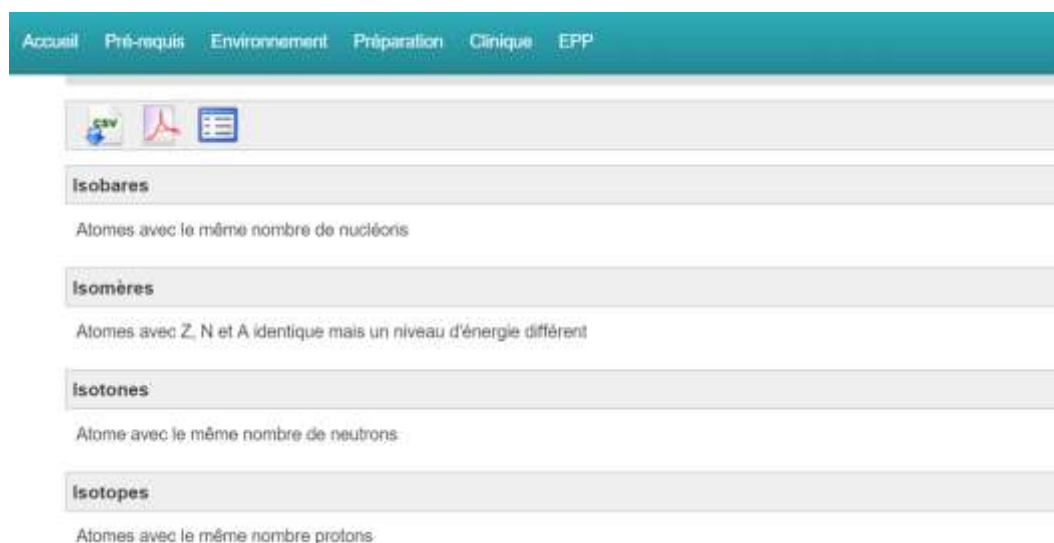 Accueil Pré-requis Environnement Préparation Clinique EPP
CSV
Isobares
Atomes avec le même nombre de nucléons
Isomères
Atomes avec Z, N et A identique mais un niveau d'énergie différent
Isotones
Atome avec le même nombre de neutrons
Isotopes
Atomes avec le même nombre protons